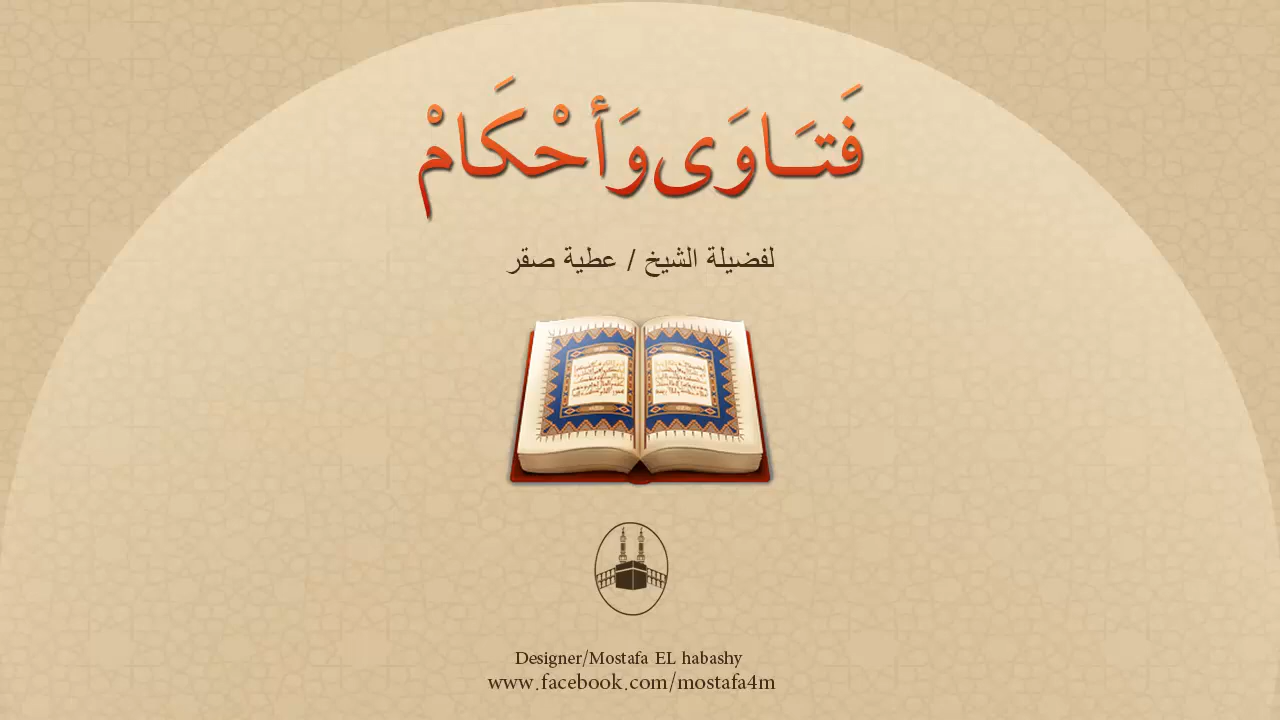 فَتَاوَى وَأَحْكَامْ
لفضيلة الشيخ / عطية صقر
Designer/Mostafa EL habashy
www.facebook.com/mostafa4m